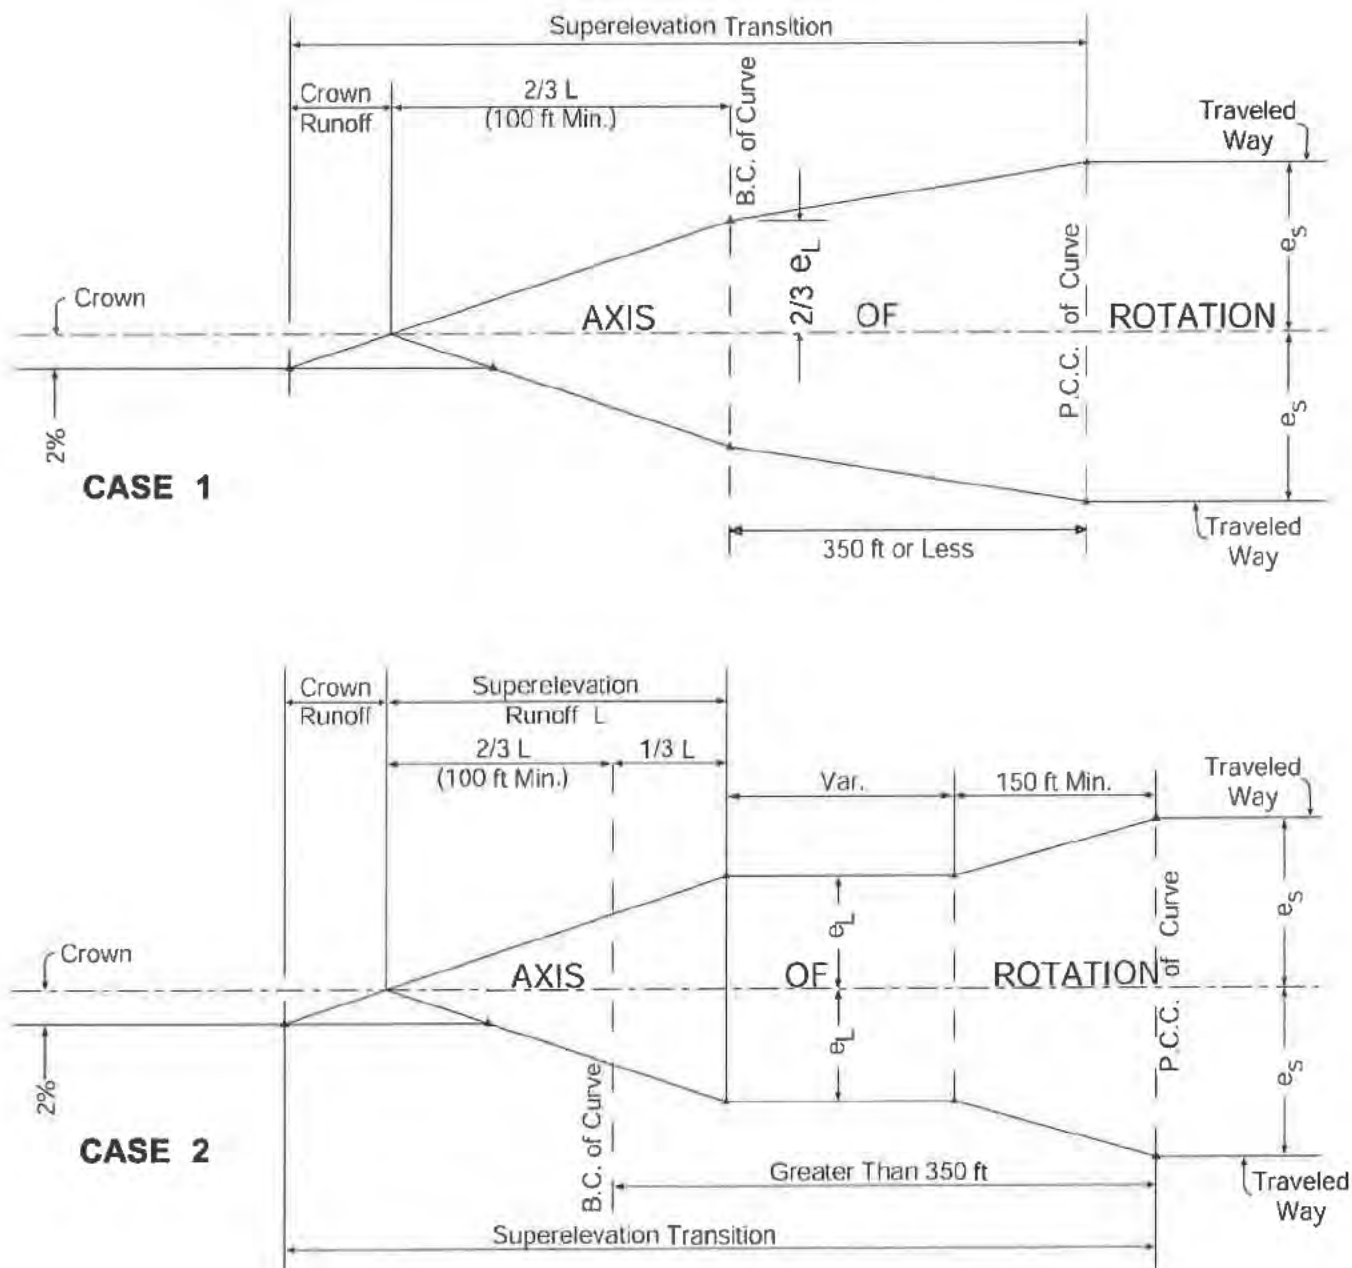 Superelevation Transition
Crown
Runoff
2/3 L
(100 ft Min.)
B.C. of Curve
Traveled
Way
Crown
2/3 eL
eS
AXIS OF ROTATION
P.C.C. of Curve
2%
eS
CASE 1
350 ft or Less
Traveled
Way
Crown
Runoff
Superelevation
Runoff L
2/3 L
(100 ft Min.)
1/3 L
Var.
150 ft Min.
Traveled
Way
Crown
eL
eS
AXIS OF ROTATION
P.C.C. of Curve
2%
eL
eS
B.C. of Curve
CASE 2
Greater Than 350 ft
Traveled
Way
Superelevation Transition